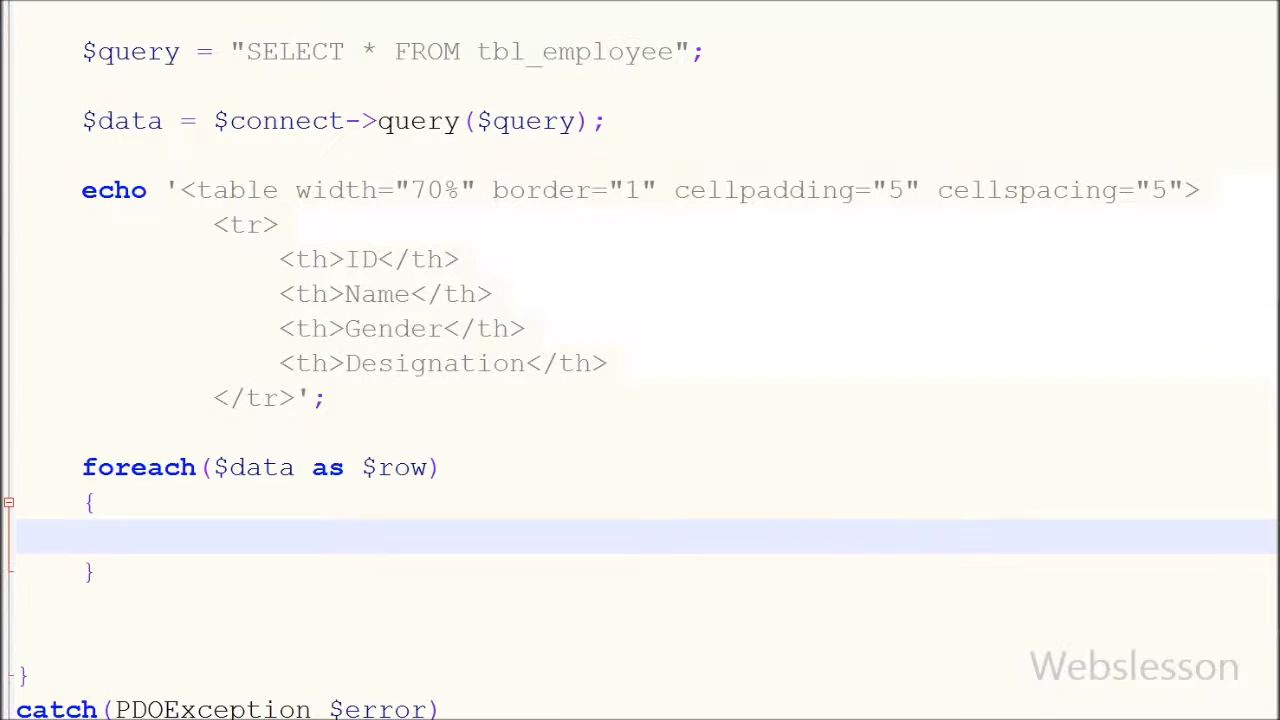 $query = "SELECT * FROM tbl_employee";
$data = $connect->query($query);
echo '<table width="70%" border="1" cellpadding="5" cellspacing="5">
<tr>
<th>ID</th>
<th>Name</th>
<th>Gender</th>
<th>Designation</th>
</tr>';
foreach($data as $row)
{
}
}
Webslesson
catch(PDOException $error)